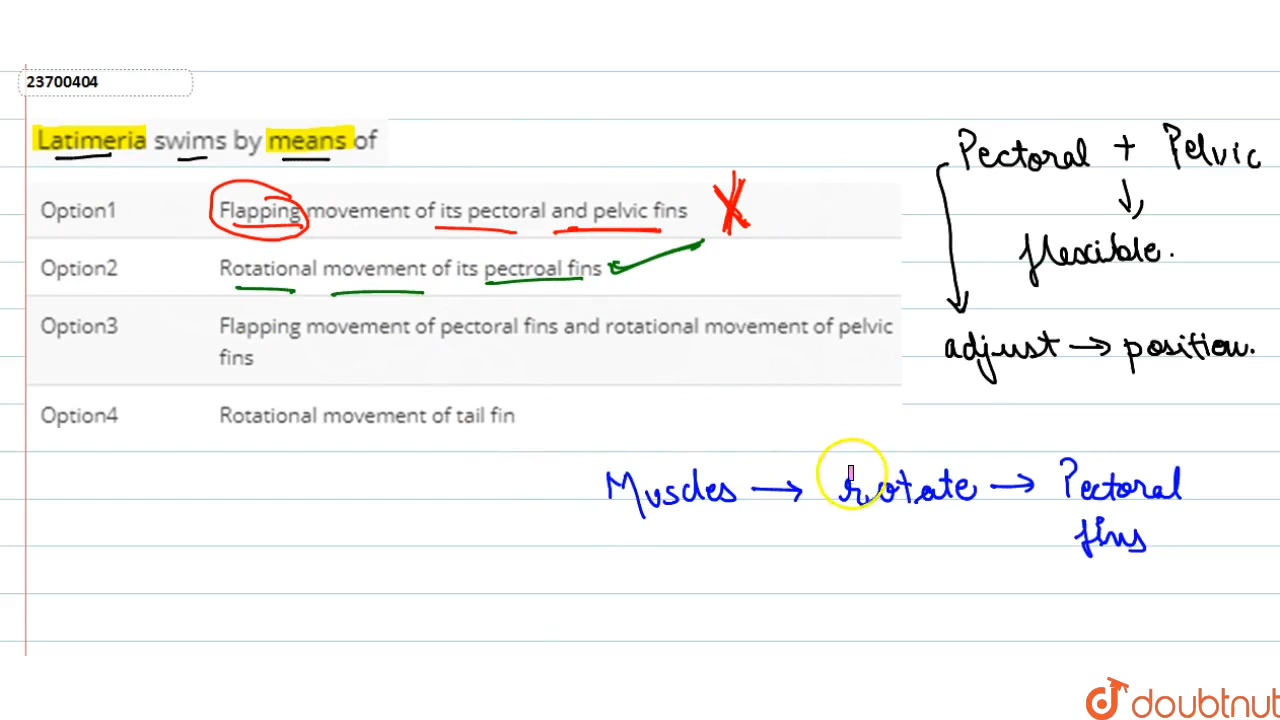 23700404
Latimeria swims by means of
Option1 Flapping movement of its pectoral and pelvic fins
Option2 Rotational movement of its pectroal fins
Option3 Flapping movement of pectoral fins and rotational movement of pelvic
fins
Option4 Rotational movement of tail fin
Pectoral + Pelvic
flexible.
adjust → position.
Muscles → rotate → Pectoral
fins
doubtnut